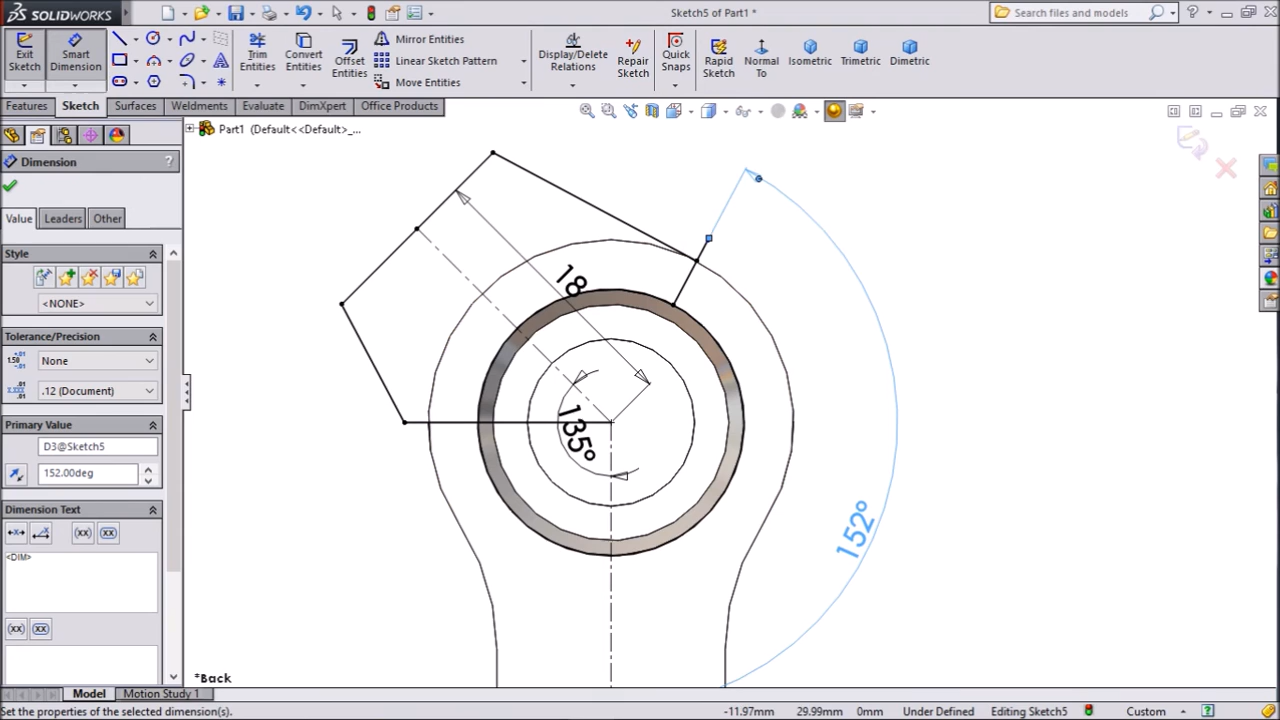 SOLIDWORKS
Sketch5 of Part1 *
Search files and models
Exit Sketch
Smart Dimension
Trim Entities
Convert Entities
Offset Entities
Mirror Entities
Linear Sketch Pattern
Move Entities
Display/Delete Relations
Repair Sketch
Quick Snaps
Rapid Sketch
Normal To
Isometric
Trimetric
Dimetric
Features
Sketch
Surfaces
Weldments
Evaluate
DimXpert
Office Products
Part1 (Default<<Default>_...
Dimension
?
Value
Leaders
Other
Style
<NONE>
Tolerance/Precision
None
.12 (Document)
Primary Value
D3@Sketch5
152.00deg
Dimension Text
(xx)
(xx)
<DIM>
(xx)
(xx)
18
135°
152°
*Back
Model
Motion Study 1
Set the properties of the selected dimension(s).
-11.97mm
29.99mm
0mm
Under Defined
Editing Sketch5
Custom